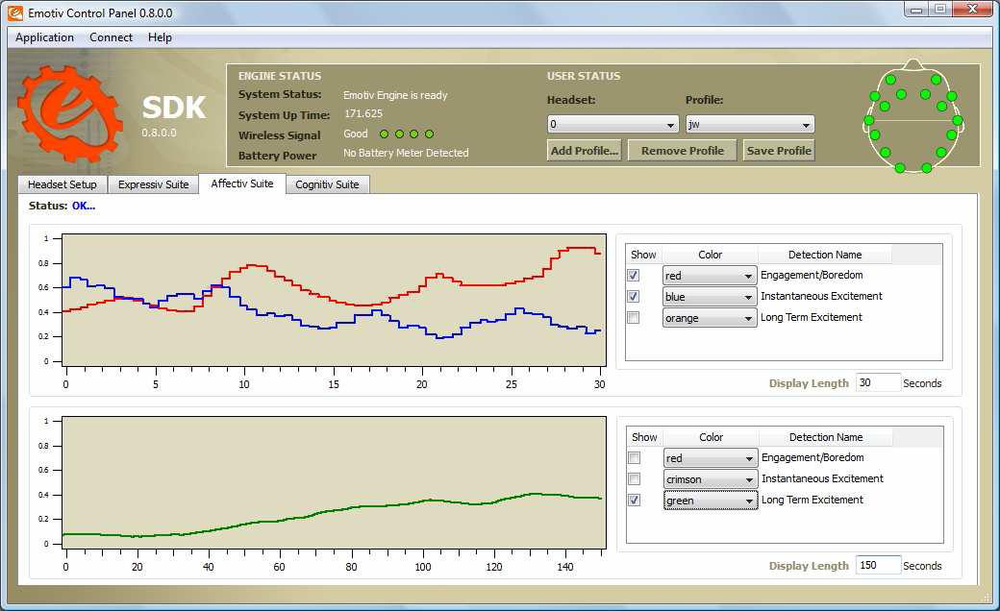 Emotiv Control Panel 0.8.0.0
Application Connect Help
SDK
0.8.0.0
ENGINE STATUS
System Status: Emotiv Engine is ready
System Up Time: 171.625
Wireless Signal Good
Battery Power No Battery Meter Detected
USER STATUS
Headset: Profile:
0 jw
Add Profile... Remove Profile Save Profile
Headset Setup Expressiv Suite Affectiv Suite Cognitiv Suite
Status: OK...
1
0.8
0.6
0.4
0.2
0
0 5 10 15 20 25 30
Show Color Detection Name
red Engagement/Boredom
blue Instantaneous Excitement
orange Long Term Excitement
Display Length 30 Seconds
1
0.8
0.6
0.4
0.2
0
0 20 40 60 80 100 120 140
Show Color Detection Name
red Engagement/Boredom
crimson Instantaneous Excitement
green Long Term Excitement
Display Length 150 Seconds